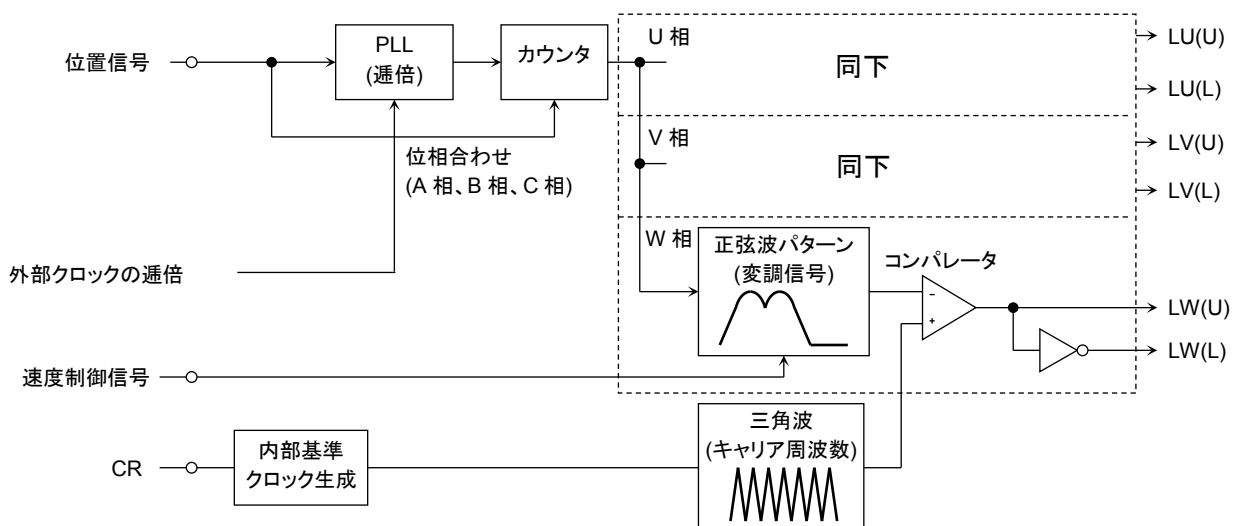 位置信号
PLL
(逓倍)
カウンタ
U 相
同下
LU(U)
LU(L)
位相合わせ
(A 相、B 相、C 相)
V 相
同下
LV(U)
LV(L)
外部クロックの逓倍
W 相
正弦波パターン
(変調信号)
コンパレータ
-
+
LW(U)
LW(L)
速度制御信号
CR
内部基準
クロック生成
三角波
(キャリア周波数)